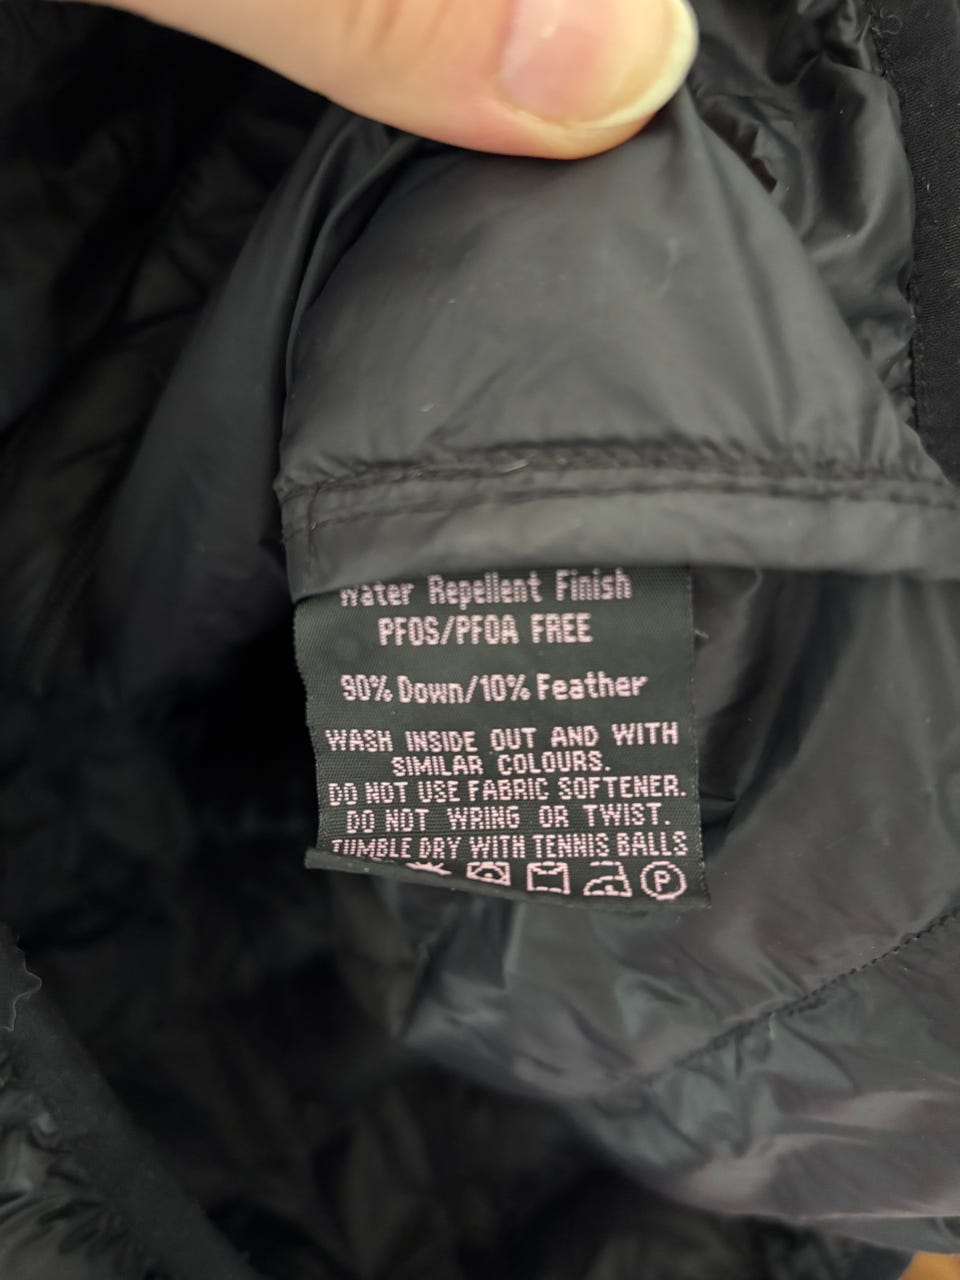 Water Repellent Finish
PFOS/PFOA FREE
90% Down/10% Feather
WASH INSIDE OUT AND WITH
SIMILAR COLOURS.
DO NOT USE FABRIC SOFTENER.
DO NOT WRING OR TWIST.
TUMBLE DRY WITH TENNIS BALLS
P